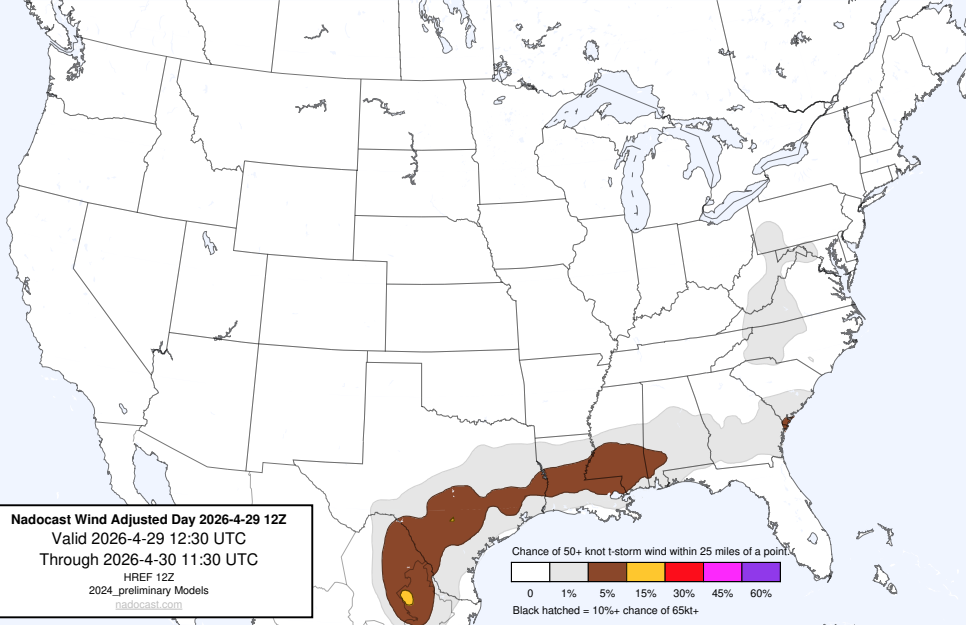 Nadocast Wind Adjusted Day 2026-4-29 12Z
Valid 2026-4-29 12:30 UTC
Through 2026-4-30 11:30 UTC
HREF 12Z
2024_preliminary Models
nadocast.com
Chance of 50+ knot t-storm wind within 25 miles of a point.
0 1% 5% 15% 30% 45% 60%
Black hatched = 10%+ chance of 65kt+